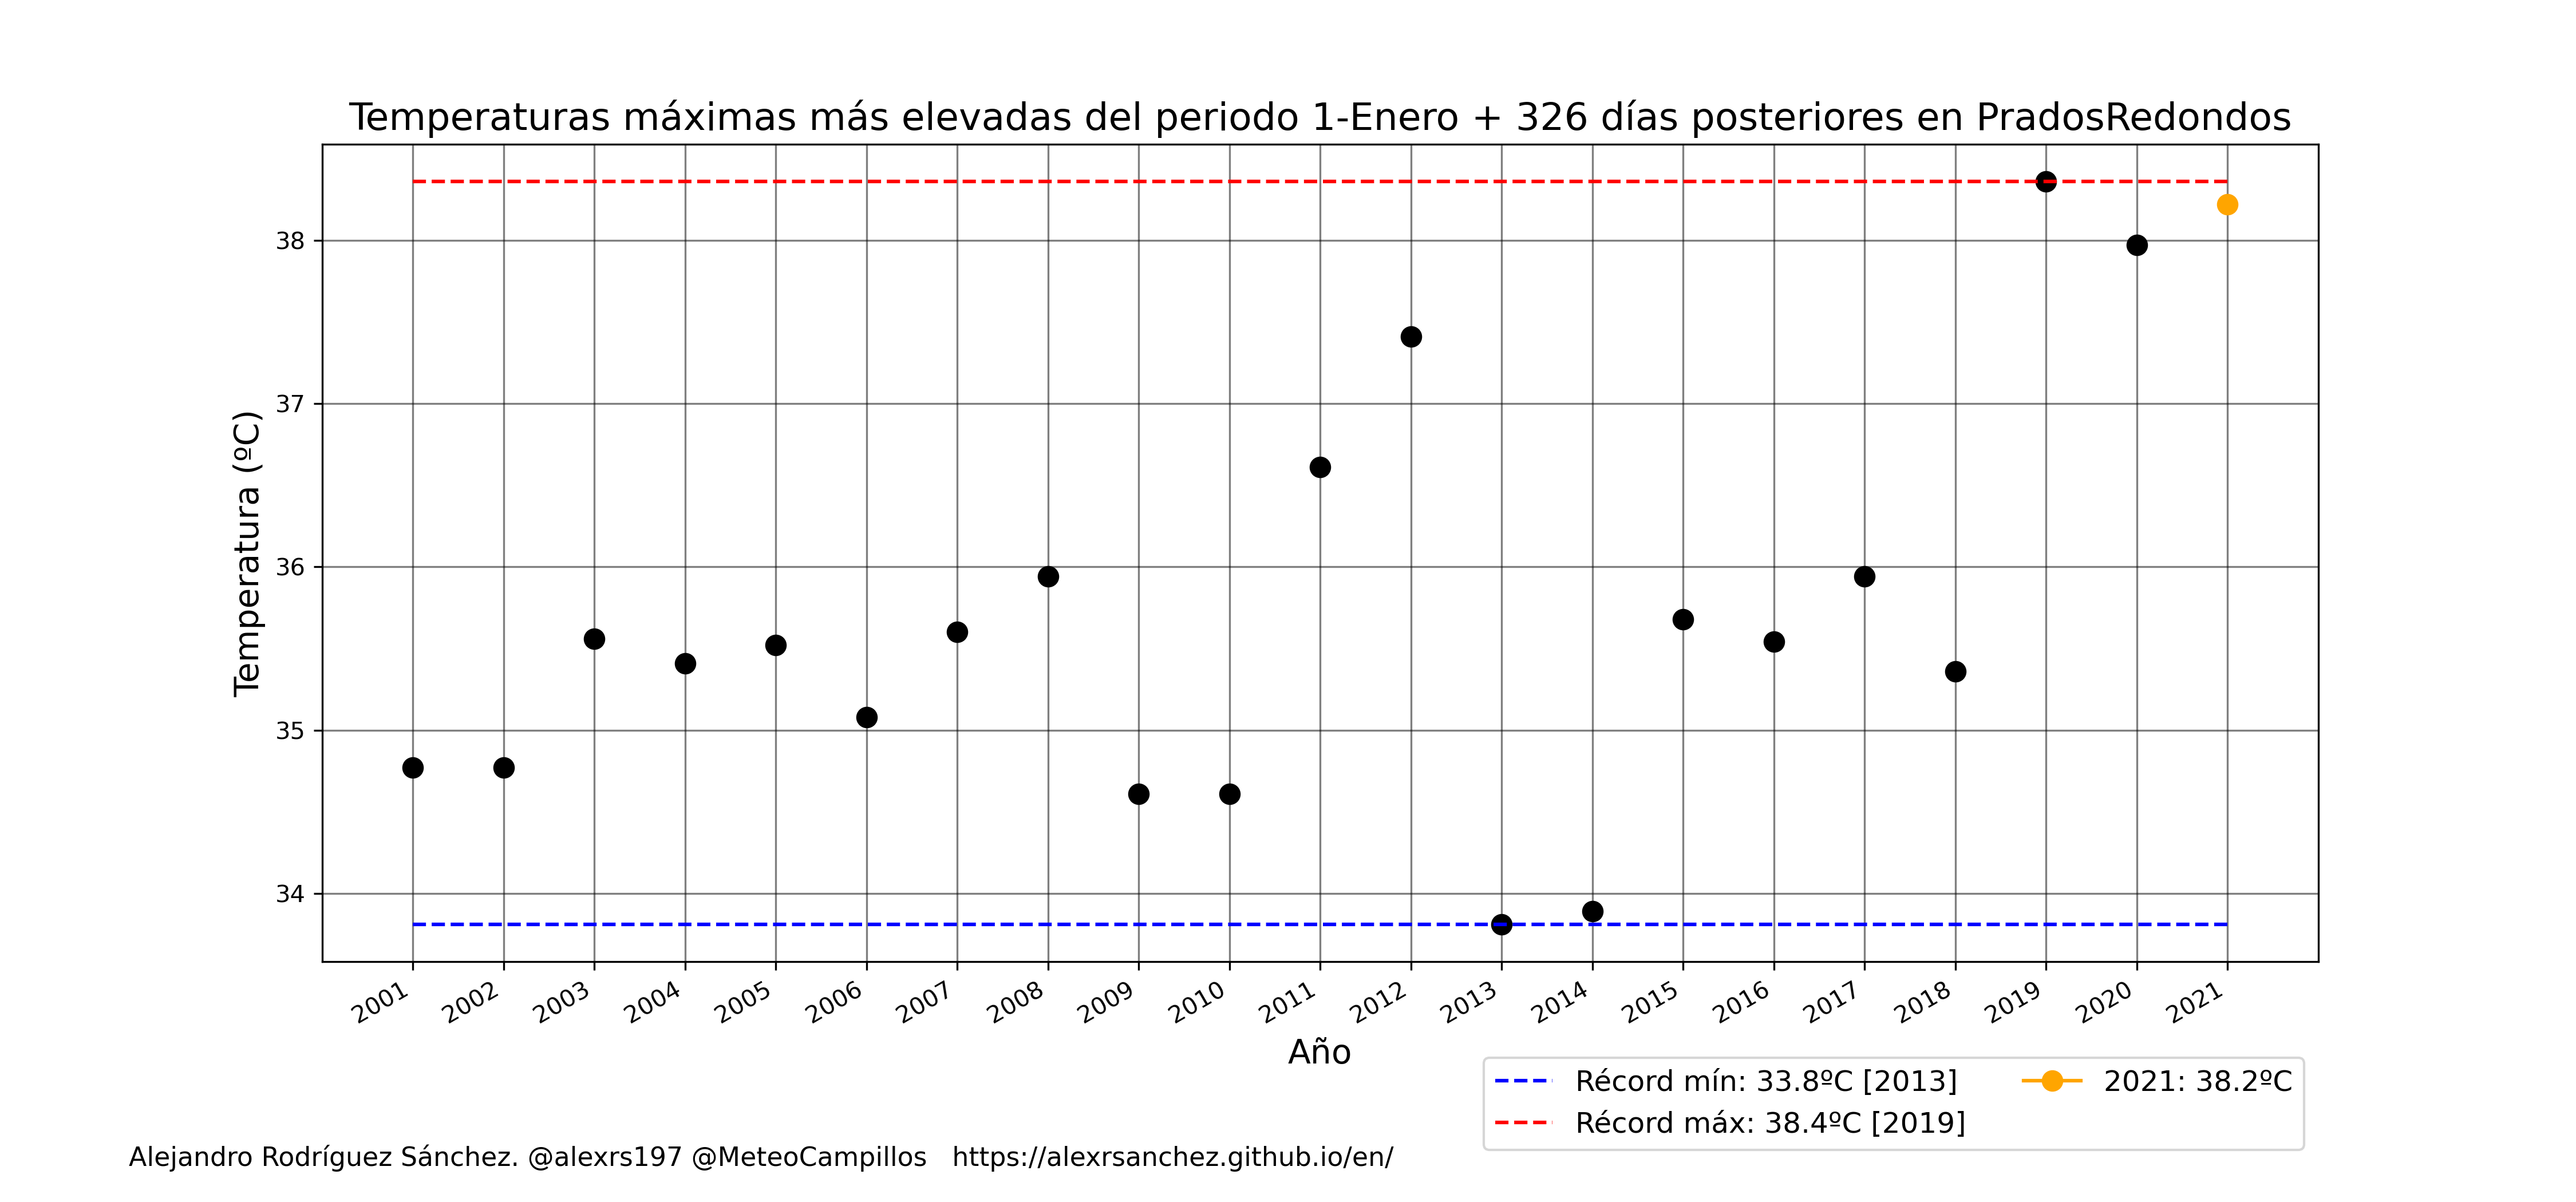 Temperaturas máximas más elevadas del periodo 1-Enero + 326 días posteriores en PradosRedondos
Temperatura (ºC)
38
37
36
35
34
2001 2002 2003 2004 2005 2006 2007 2008 2009 2010 2011 2012 2013 2014 2015 2016 2017 2018 2019 2020 2021
Año
Récord mín: 33.8ºC [2013]
Récord máx: 38.4ºC [2019]
2021: 38.2ºC
Alejandro Rodríguez Sánchez. @alexrs197 @MeteoCampillos https://alexrsanchez.github.io/en/